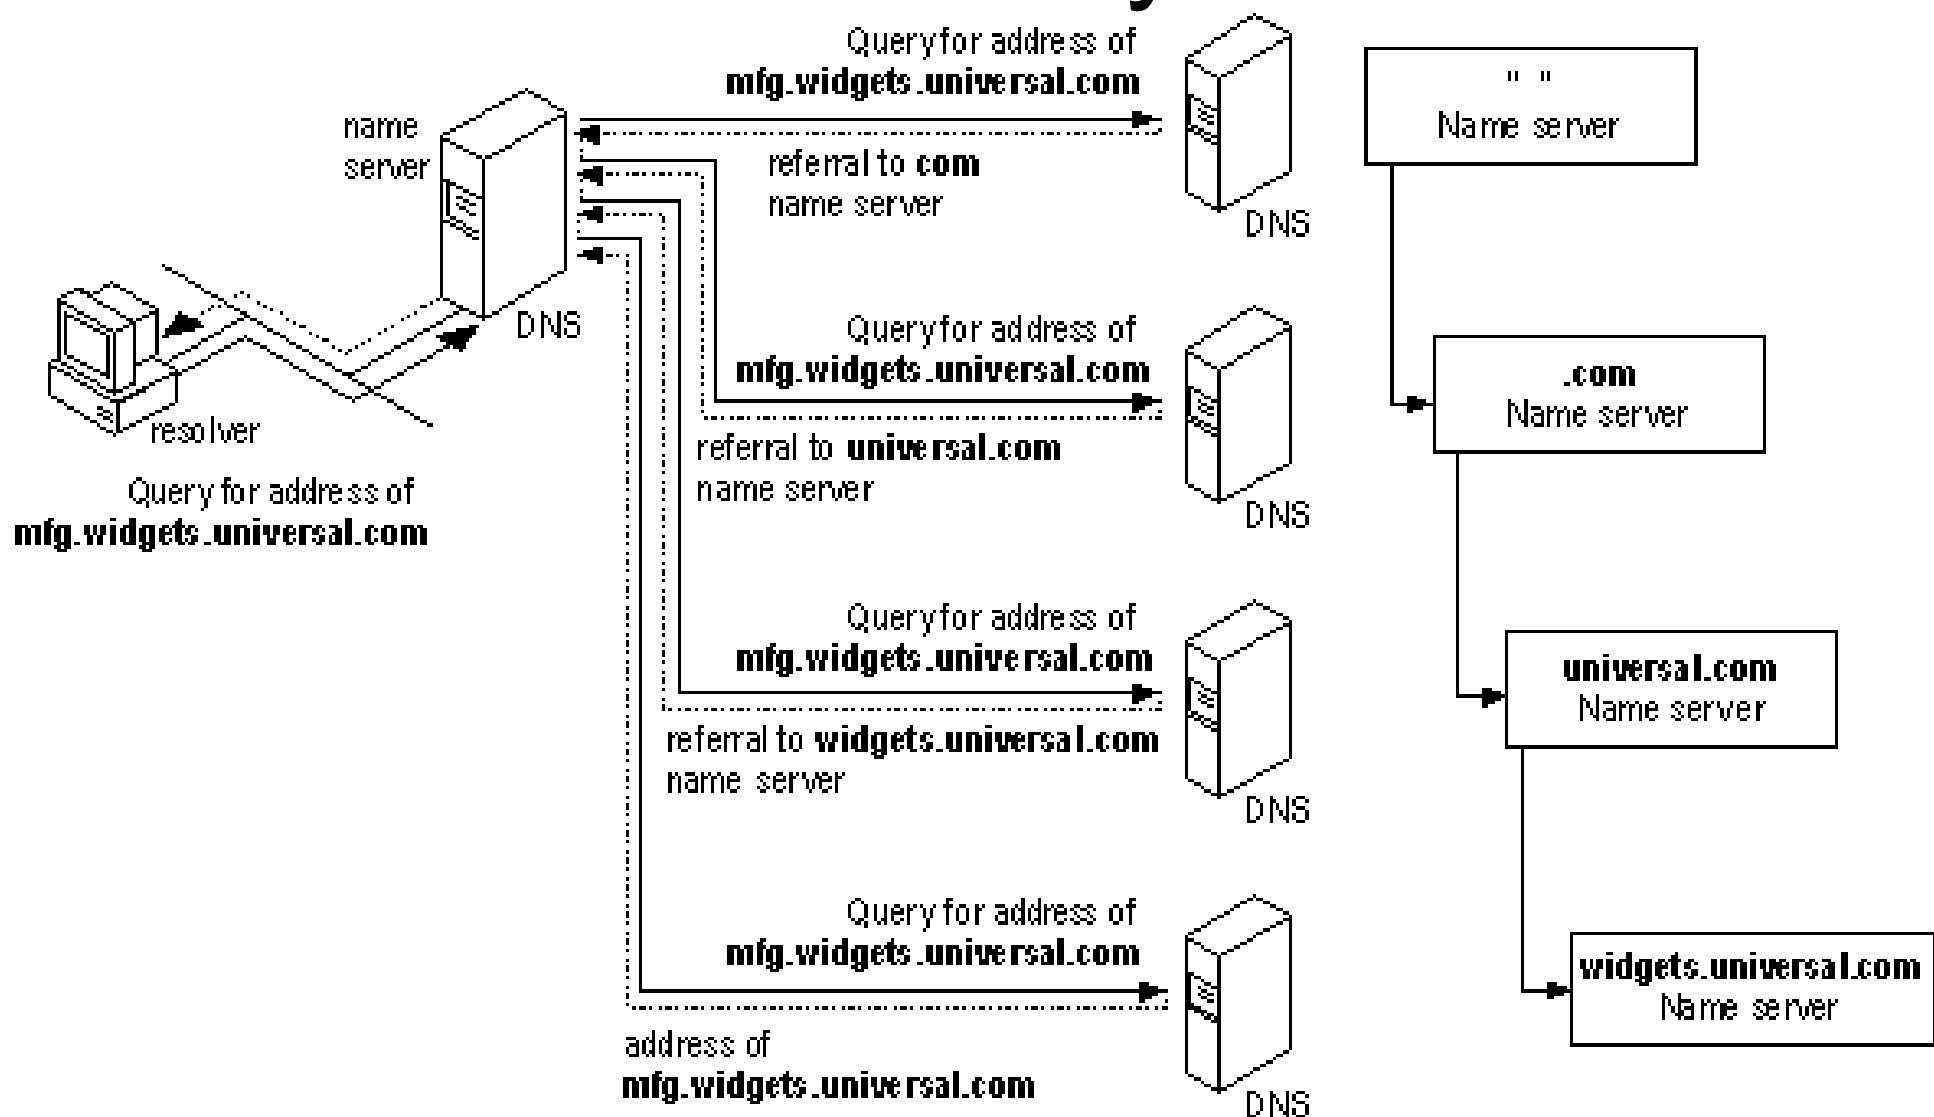 Query for address of
mfg.widgets.universal.com
name
server
referral to com
name server
DNS
DNS
" "
Name server
resolver
Query for address of
mfg.widgets.universal.com
Query for address of
mfg.widgets.universal.com
referral to universal.com
name server
DNS
.com
Name server
Query for address of
mfg.widgets.universal.com
referral to widgets.universal.com
name server
DNS
universal.com
Name server
Query for address of
mfg.widgets.universal.com
address of
mfg.widgets.universal.com
DNS
widgets.universal.com
Name server